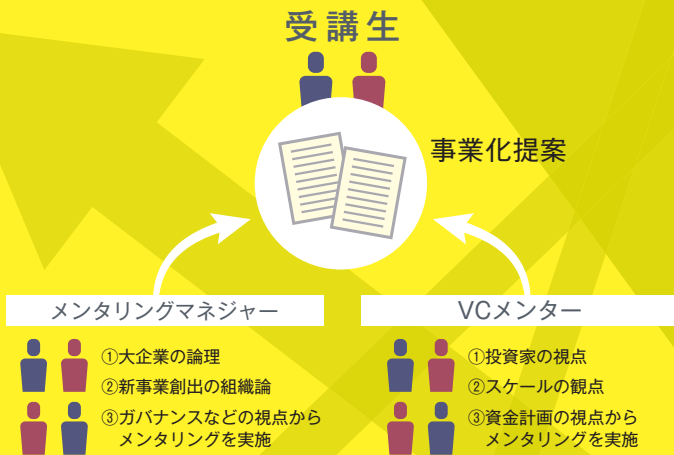 受講生
事業化提案
メンタリングマネジャー
①大企業の論理
②新事業創出の組織論
③ガバナンスなどの視点から
メンタリングを実施
VCメンター
①投資家の視点
②スケールの観点
③資金計画の視点から
メンタリングを実施